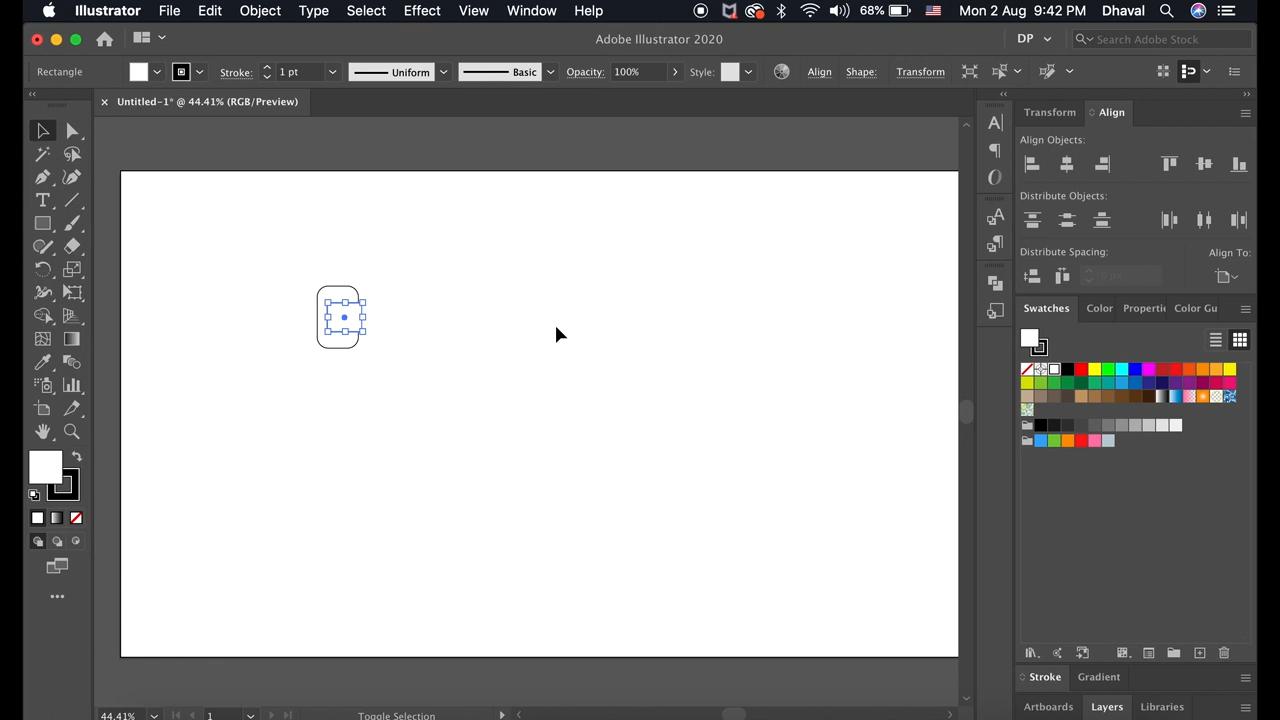 Illustrator File Edit Object Type Select Effect View Window Help 68% Mon 2 Aug 9:42 PM Dhaval
Adobe Illustrator 2020 DP Search Adobe Stock
Rectangle Stroke: 1 pt Uniform Basic Opacity: 100% Style: Align Shape: Transform
Untitled-1* @ 44.41% (RGB/Preview)
Transform Align
Align Objects:
Distribute Objects:
Distribute Spacing: Align To:
0 px
Swatches Color Properti Color Gu
Stroke Gradient
Artboards Layers Libraries
44.41% 1 Toggle Selection